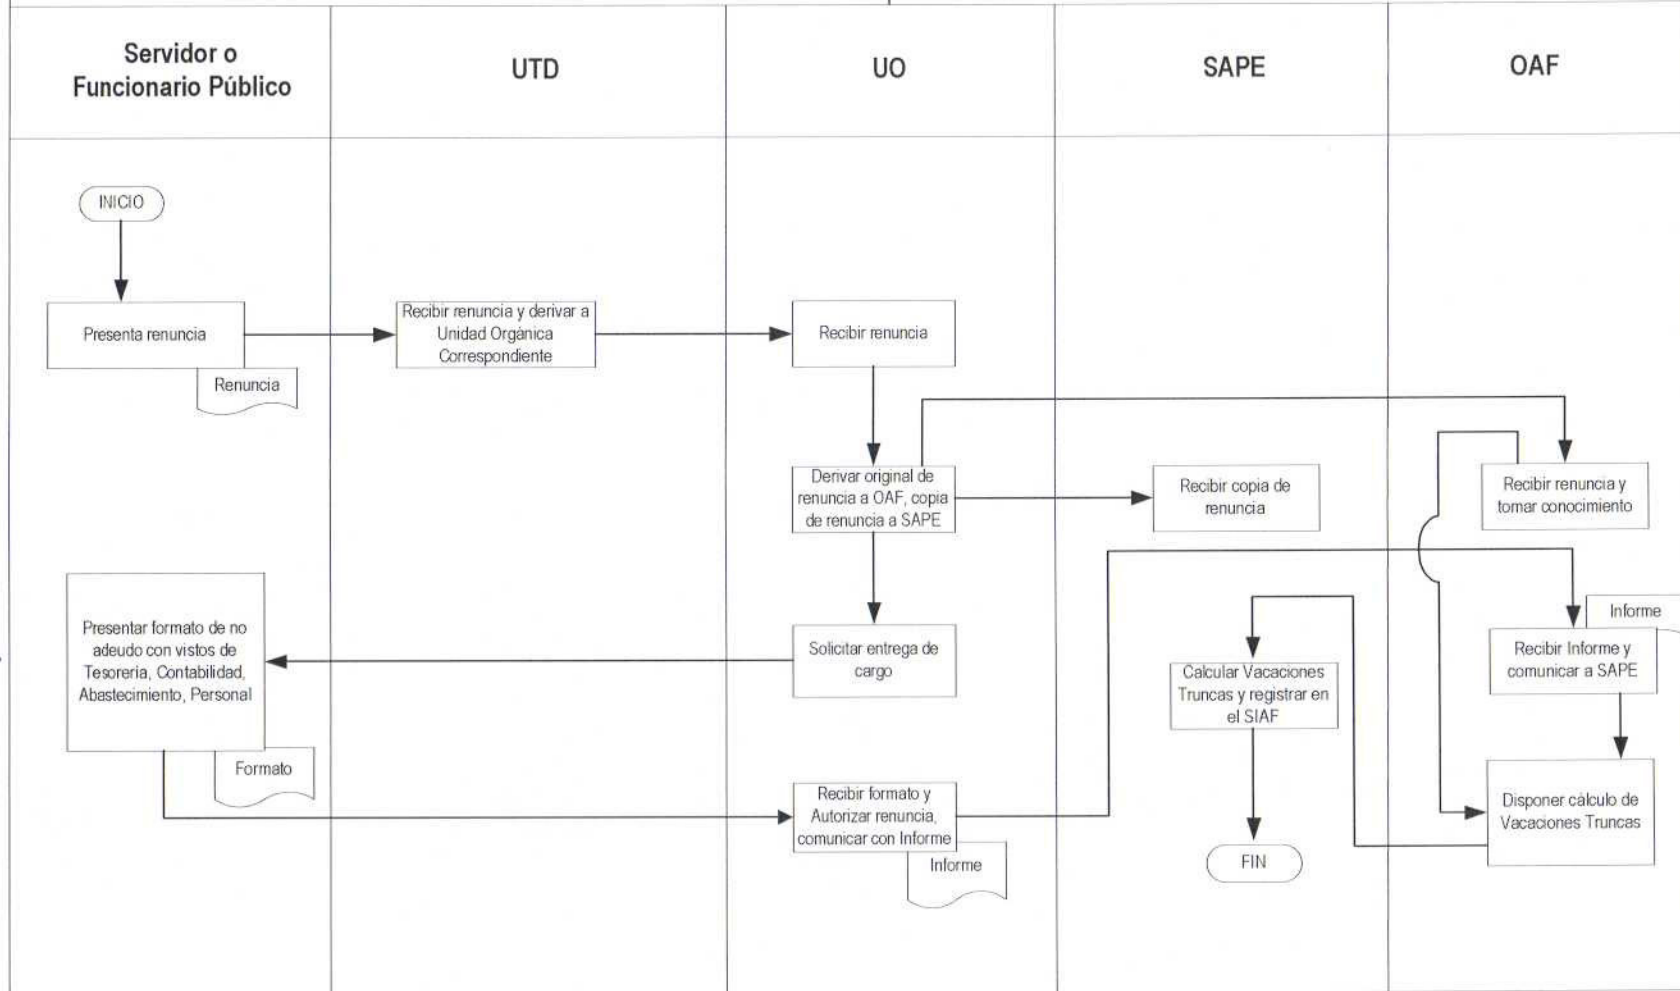 Servidor o
Funcionario Público
UTD
UO
SAPE
OAF
INICIO
Presenta renuncia
Renuncia
Recibir renuncia y derivar a
Unidad Orgánica
Correspondiente
Recibir renuncia
Derivar original de
renuncia a OAF, copia
de renuncia a SAPE
Recibir copia de
renuncia
Recibir renuncia y
tomar conocimiento
Solicitar entrega de
cargo
Presentar formato de no
adeudo con vistos de
Tesorería, Contabilidad,
Abastecimiento, Personal
Formato
Recibir formato y
Autorizar renuncia,
comunicar con Informe
Informe
Informe
Recibir Informe y
comunicar a SAPE
Disponer cálculo de
Vacaciones Truncas
Calcular Vacaciones
Truncas y registrar en
el SIAF
FIN